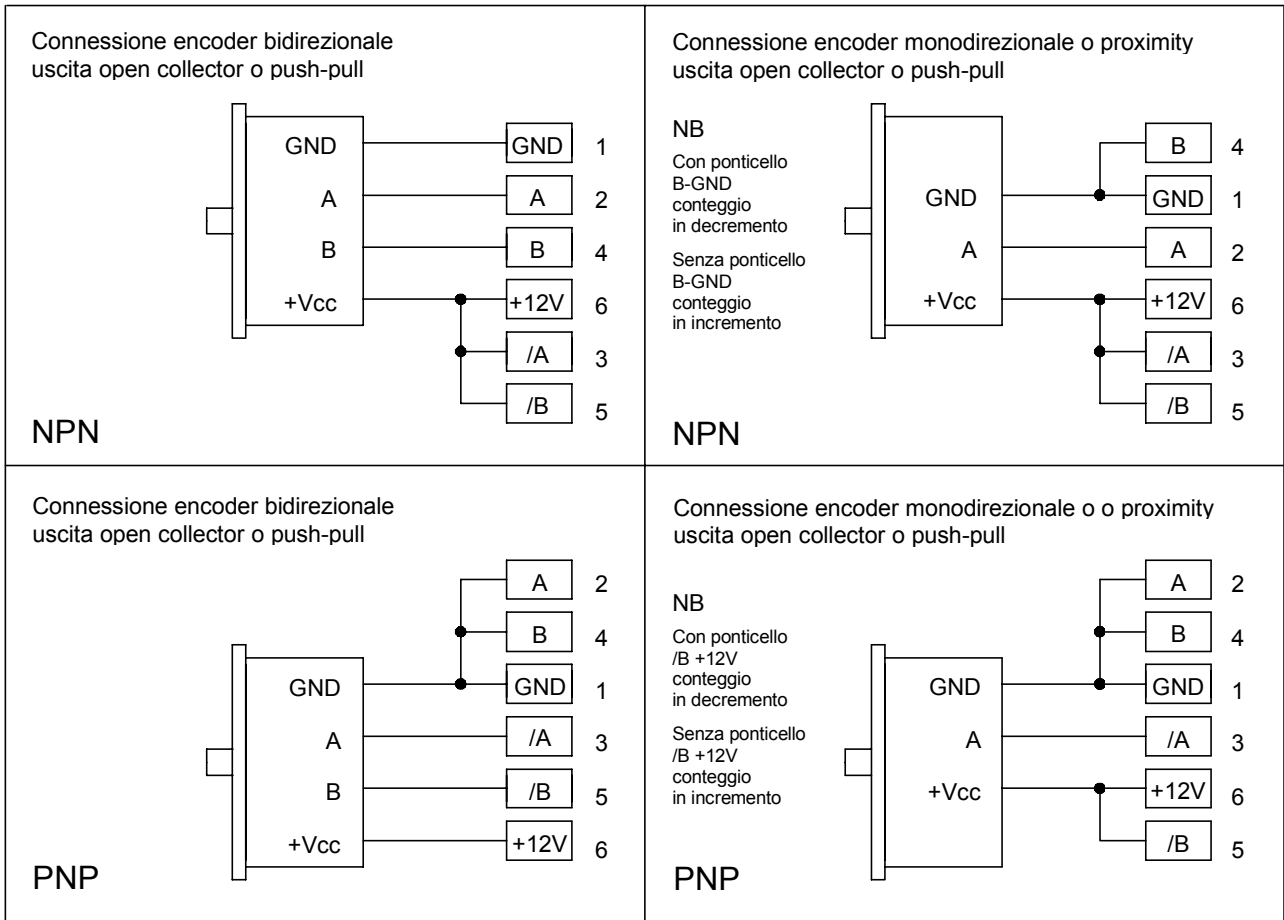 Connessione encoder bidirezionale
uscita open collector o push-pull
GND GND 1
A A 2
B B 4
+Vcc +12V 6
/A 3
/B 5
NPN
Connessione encoder monodirezionale o proximity
uscita open collector o push-pull
NB
Con ponticello
B-GND
conteggio
in decremento
Senza ponticello
B-GND
conteggio
in incremento
B 4
GND GND 1
A A 2
+Vcc +12V 6
/A 3
/B 5
NPN
Connessione encoder bidirezionale
uscita open collector o push-pull
A 2
B 4
GND GND 1
A /A 3
B /B 5
+Vcc +12V 6
PNP
Connessione encoder monodirezionale o o proximity
uscita open collector o push-pull
NB
Con ponticello
/B +12V
conteggio
in decremento
Senza ponticello
/B +12V
conteggio
in incremento
A 2
B 4
GND GND 1
A /A 3
+Vcc +12V 6
/B 5
PNP